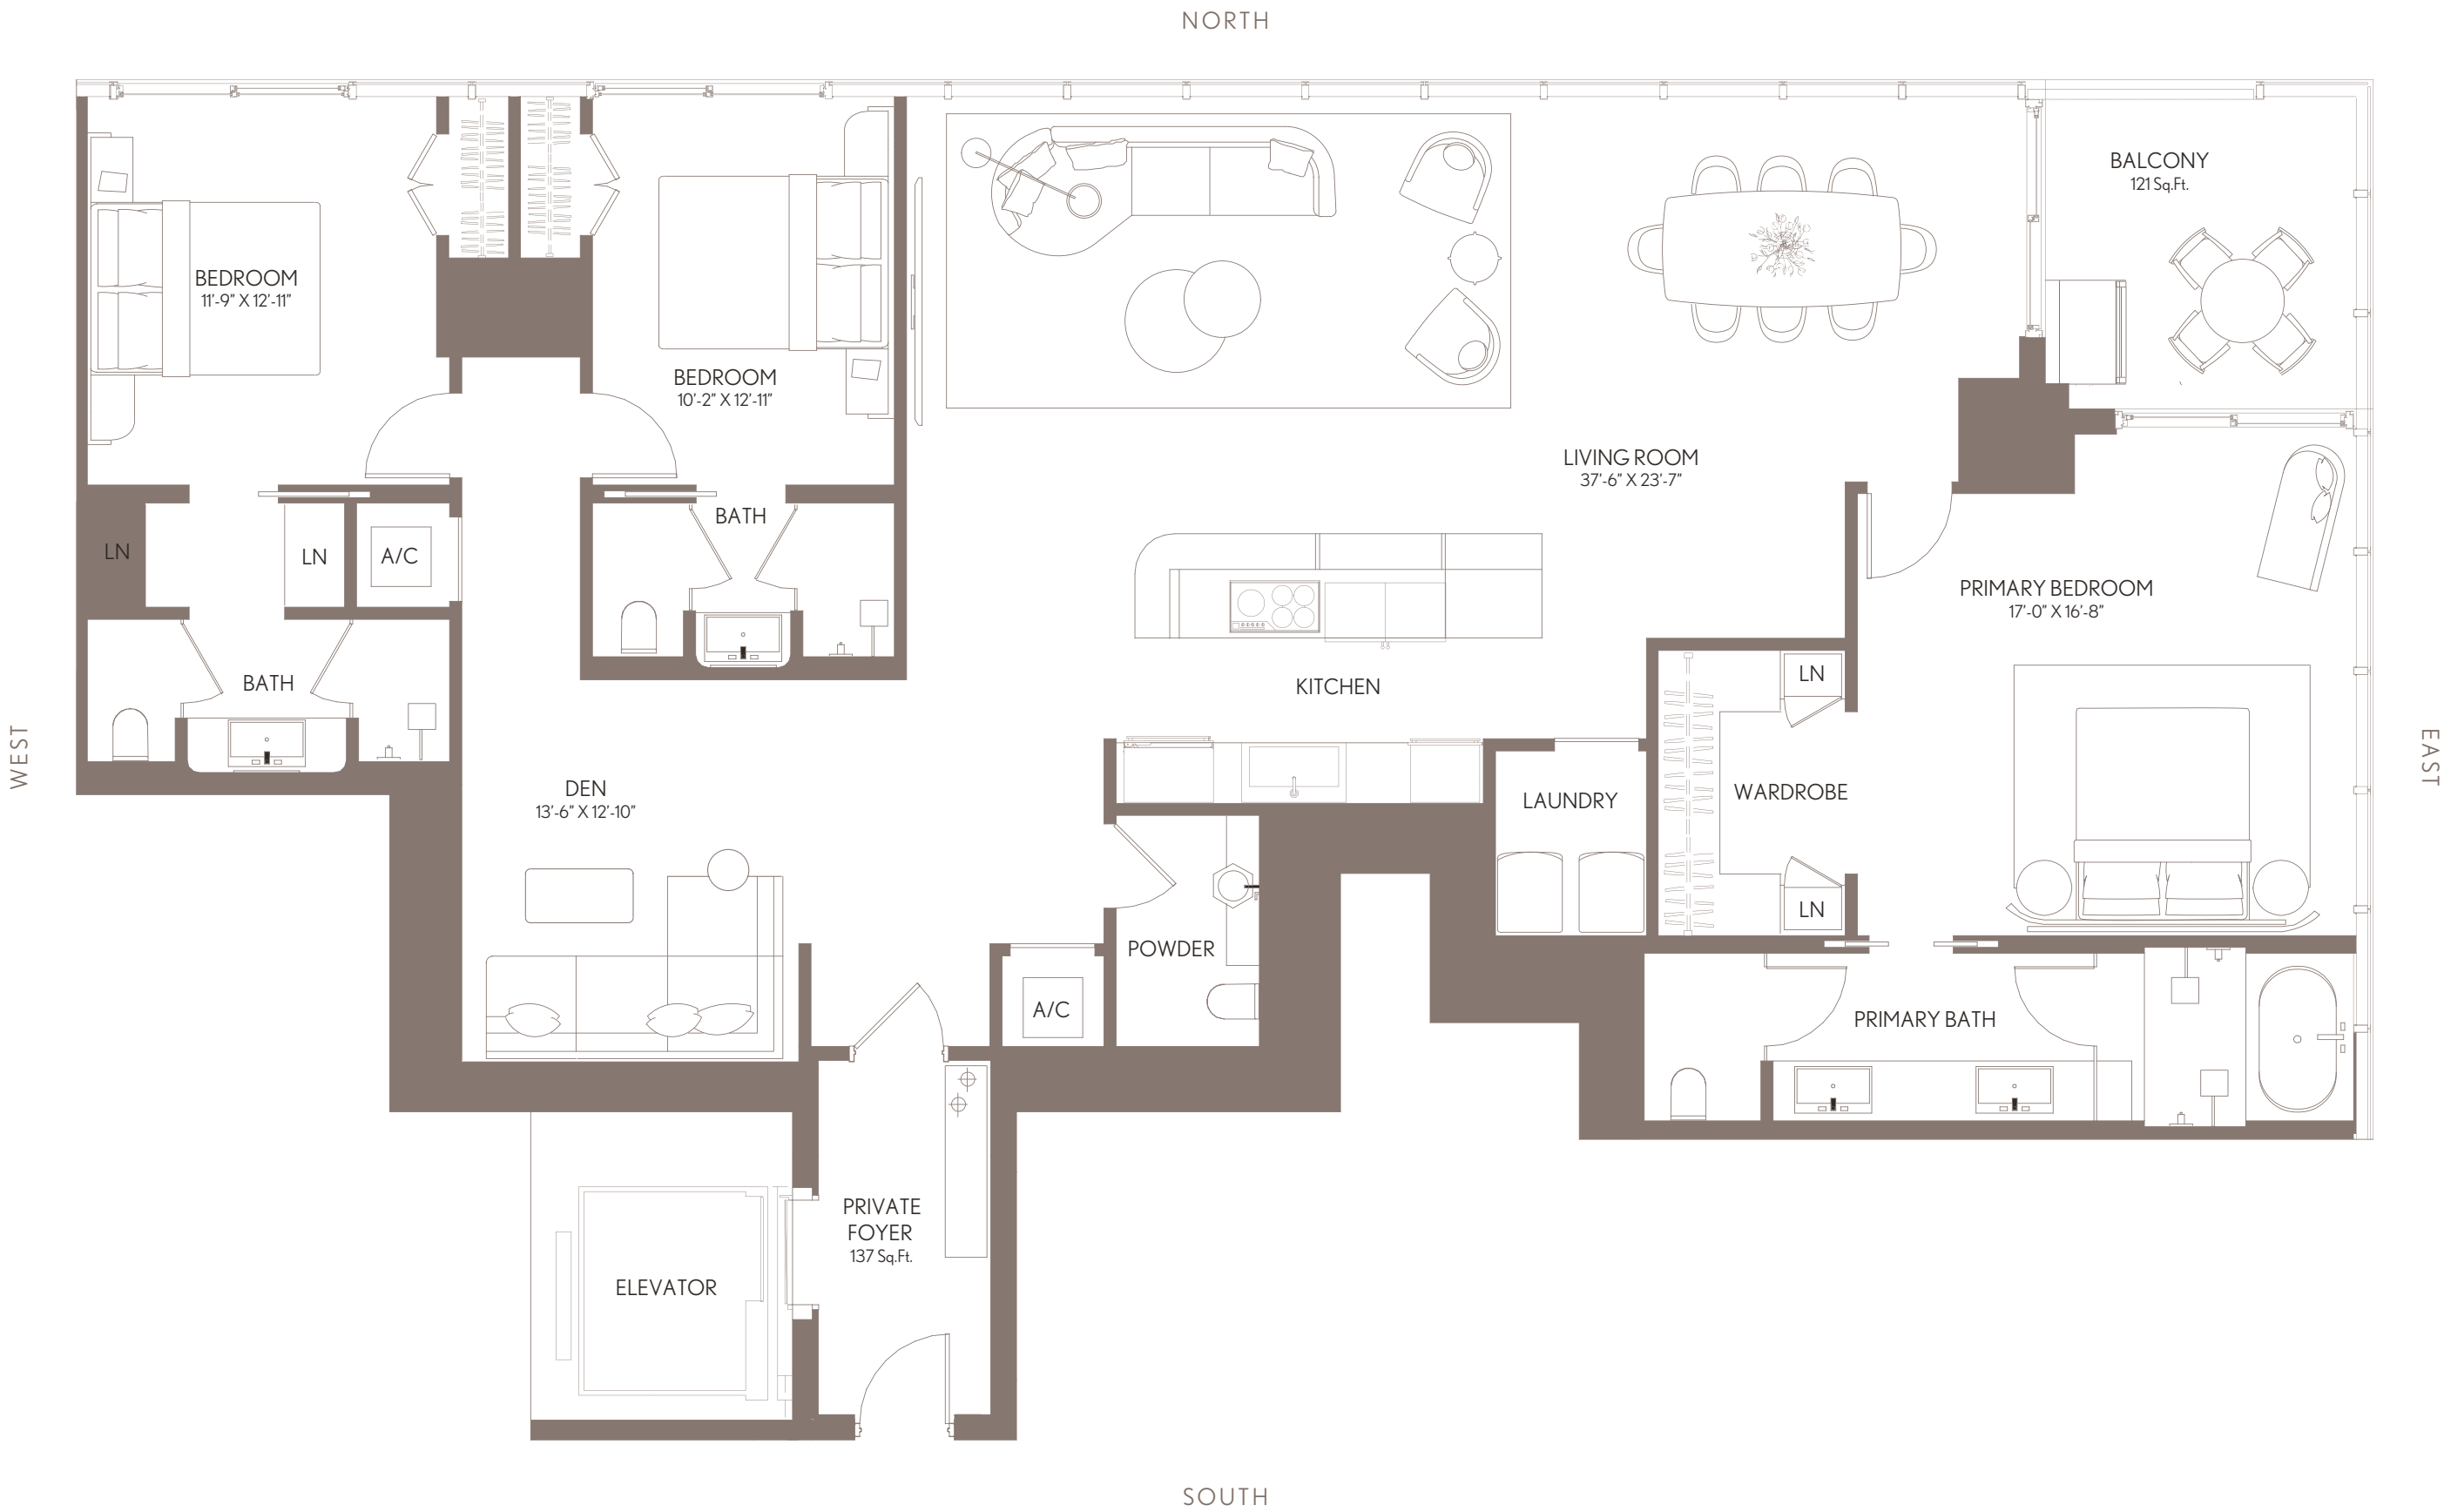 NORTH
BALCONY
121 Sq.Ft.
BEDROOM
11'-9" X 12'-11"
BEDROOM
10'-2" X 12'-11"
LIVING ROOM
37'-6" X 23'-7"
BATH
LN
LN
A/C
PRIMARY BEDROOM
17'-0" X 16'-8"
BATH
KITCHEN
LN
WEST
EAST
DEN
13'-6" X 12'-10"
LAUNDRY
WARDROBE
LN
POWDER
A/C
PRIMARY BATH
PRIVATE
FOYER
137 Sq.Ft.
ELEVATOR
SOUTH